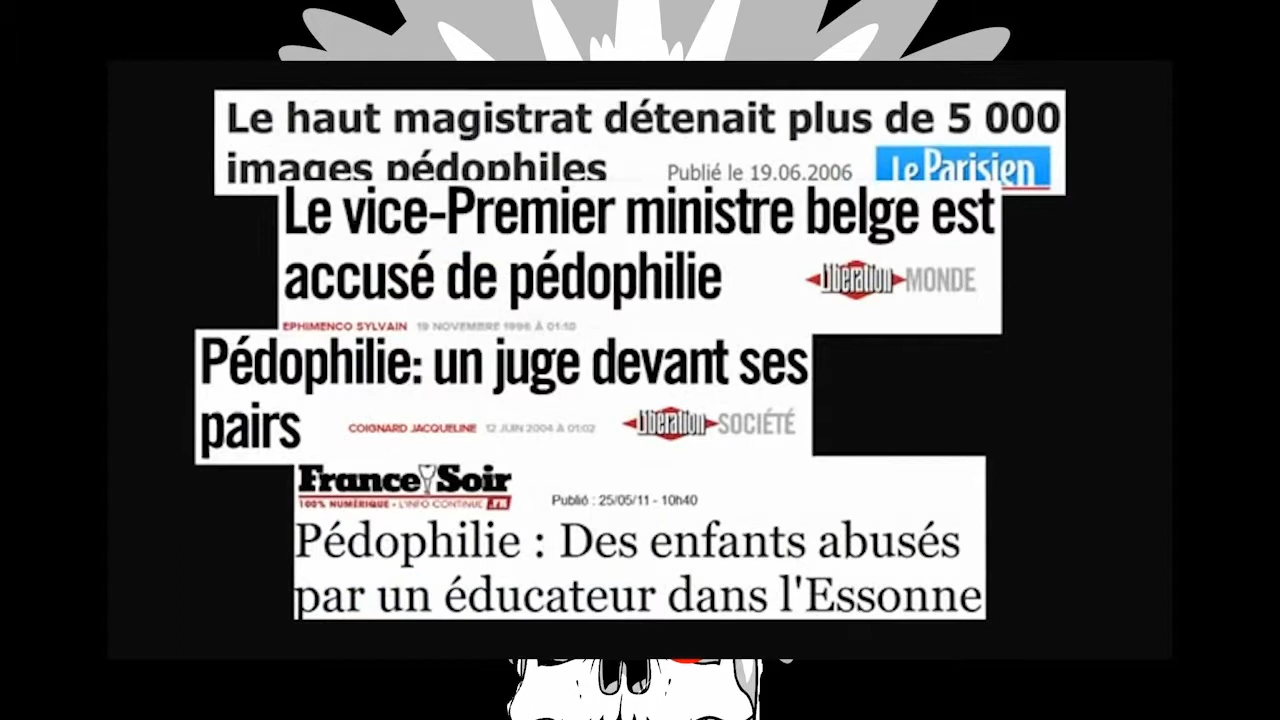 Le haut magistrat détenait plus de 5 000
images pédophiles Publié le 19.06.2006 Le Parisien
Le vice-Premier ministre belge est
accusé de pédophilie Libération MONDE
EPHIMENCO SYLVAIN 19 NOVEMBRE 1996 À 01:10
Pédophilie: un juge devant ses
pairs COIGNARD JACQUELINE 12 JUIN 2004 À 01:02 Libération SOCIÉTÉ
France Soir
100% NUMÉRIQUE • L'INFO CONTINUE .FR Publié : 25/05/11 - 10h40
Pédophilie : Des enfants abusés
par un éducateur dans l'Essonne